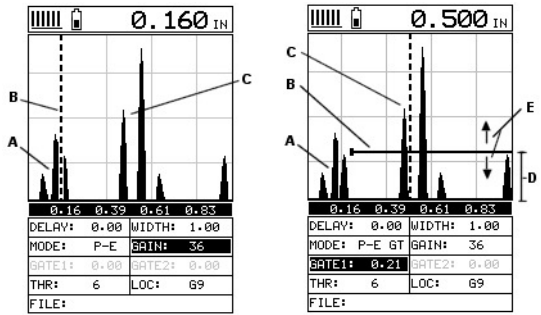 0.160 IN
B
C
A
0.16 0.39 0.61 0.83
DELAY: 0.00 WIDTH: 1.00
MODE: P-E GAIN: 36
GATE1: 0.00 GATE2: 0.00
THR: 6 LOC: G9
FILE:
0.500 IN
C
B
E
A
D
0.16 0.39 0.61 0.83
DELAY: 0.00 WIDTH: 1.00
MODE: P-E GT GAIN: 36
GATE1: 0.21 GATE2: 0.00
THR: 6 LOC: G9
FILE: